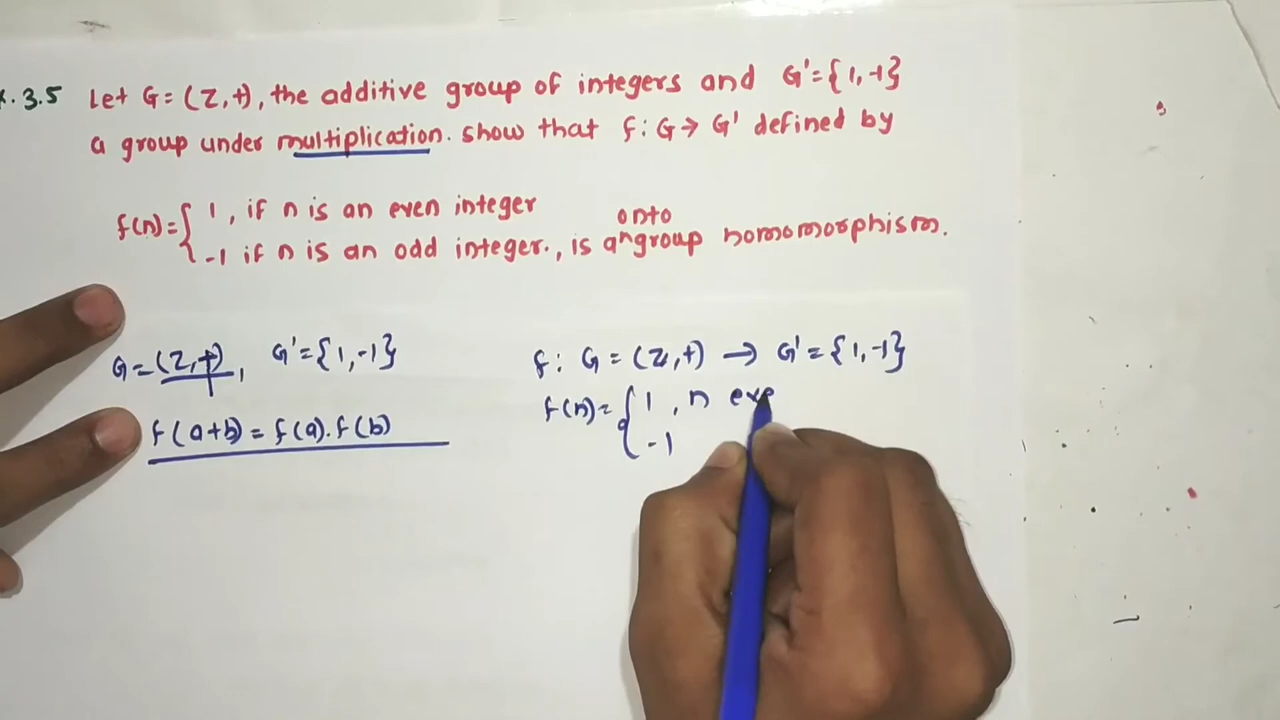 x. 3.5 Let G = (Z,+), the additive group of integers and G' = {1,-1}
a group under multiplication. show that f : G → G' defined by
f(n) = { 1, if n is an even integer
onto
-1 if n is an odd integer., is a^group homomorphism.
G = (Z,+), G' = {1,-1}
f(a+b) = f(a).f(b)
f : G = (Z,+) → G' = {1,-1}
f(n) = { 1 , n eve
-1